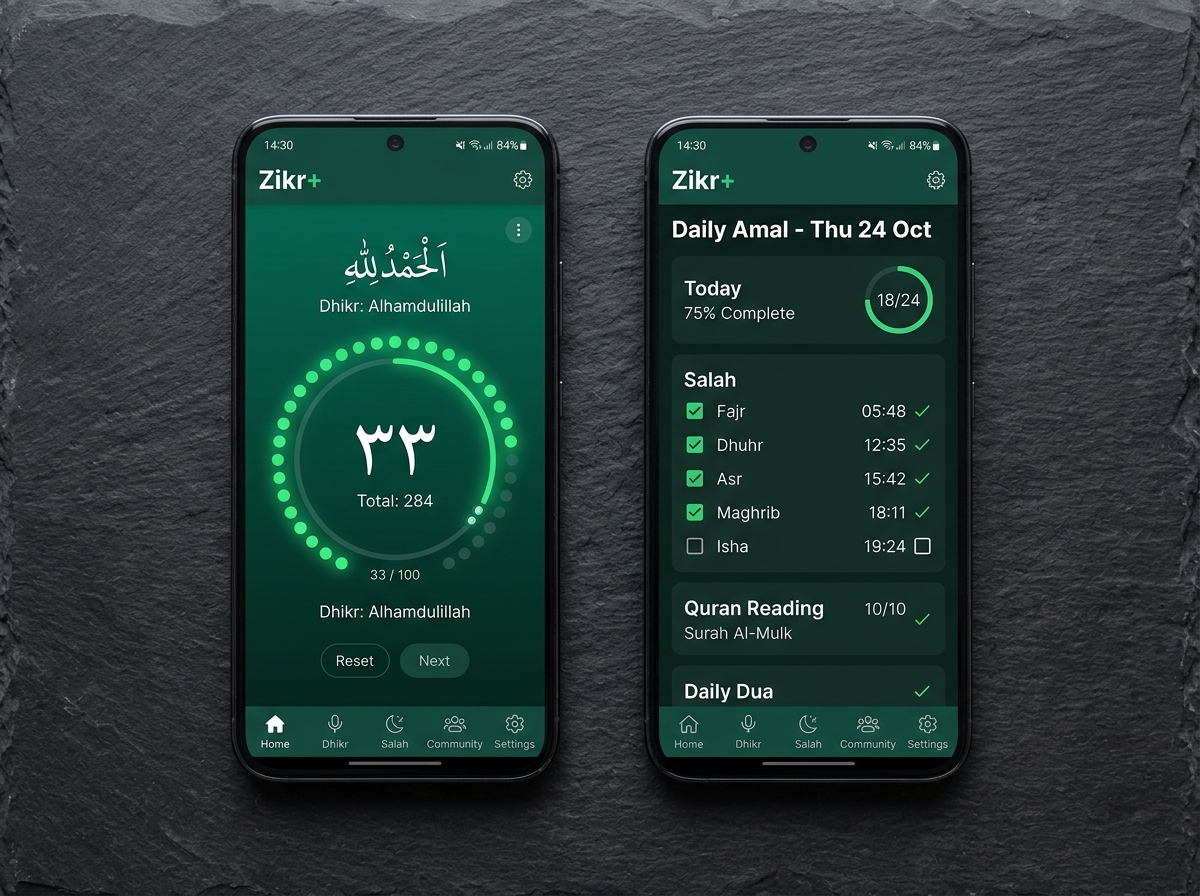 14:30 84%
Zikr+
اَلْحَمْدُلِلّٰهِ
Dhikr: Alhamdulillah
٣٣
Total: 284
33 / 100
Dhikr: Alhamdulillah
Reset Next
Home Dhikr Salah Community Settings
14:30 84%
Zikr+
Daily Amal - Thu 24 Oct
Today
75% Complete
18/24
Salah
Fajr 05:48
Dhuhr 12:35
Asr 15:42
Maghrib 18:11
Isha 19:24
Quran Reading 10/10
Surah Al-Mulk
Daily Dua
Home Dhikr Salah Community Settings